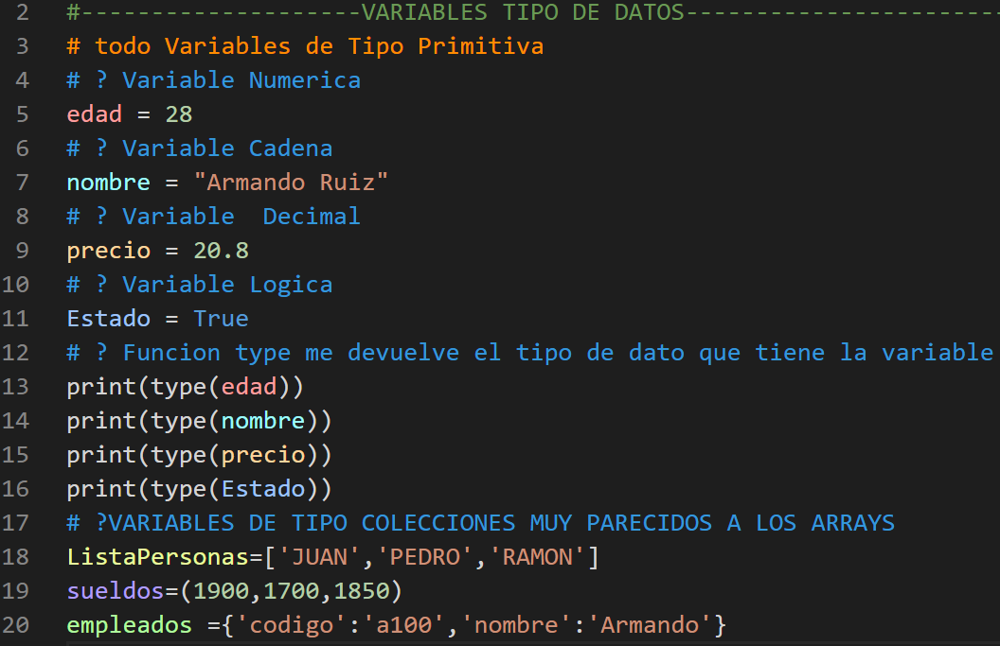 2 #--------------------VARIABLES TIPO DE DATOS----------------------
3 # todo Variables de Tipo Primitiva
4 # ? Variable Numerica
5 edad = 28
6 # ? Variable Cadena
7 nombre = "Armando Ruiz"
8 # ? Variable  Decimal
9 precio = 20.8
10 # ? Variable Logica
11 Estado = True
12 # ? Funcion type me devuelve el tipo de dato que tiene la variable
13 print(type(edad))
14 print(type(nombre))
15 print(type(precio))
16 print(type(Estado))
17 # ?VARIABLES DE TIPO COLECCIONES MUY PARECIDOS A LOS ARRAYS
18 ListaPersonas=['JUAN','PEDRO','RAMON']
19 sueldos=(1900,1700,1850)
20 empleados ={'codigo':'a100','nombre':'Armando'}